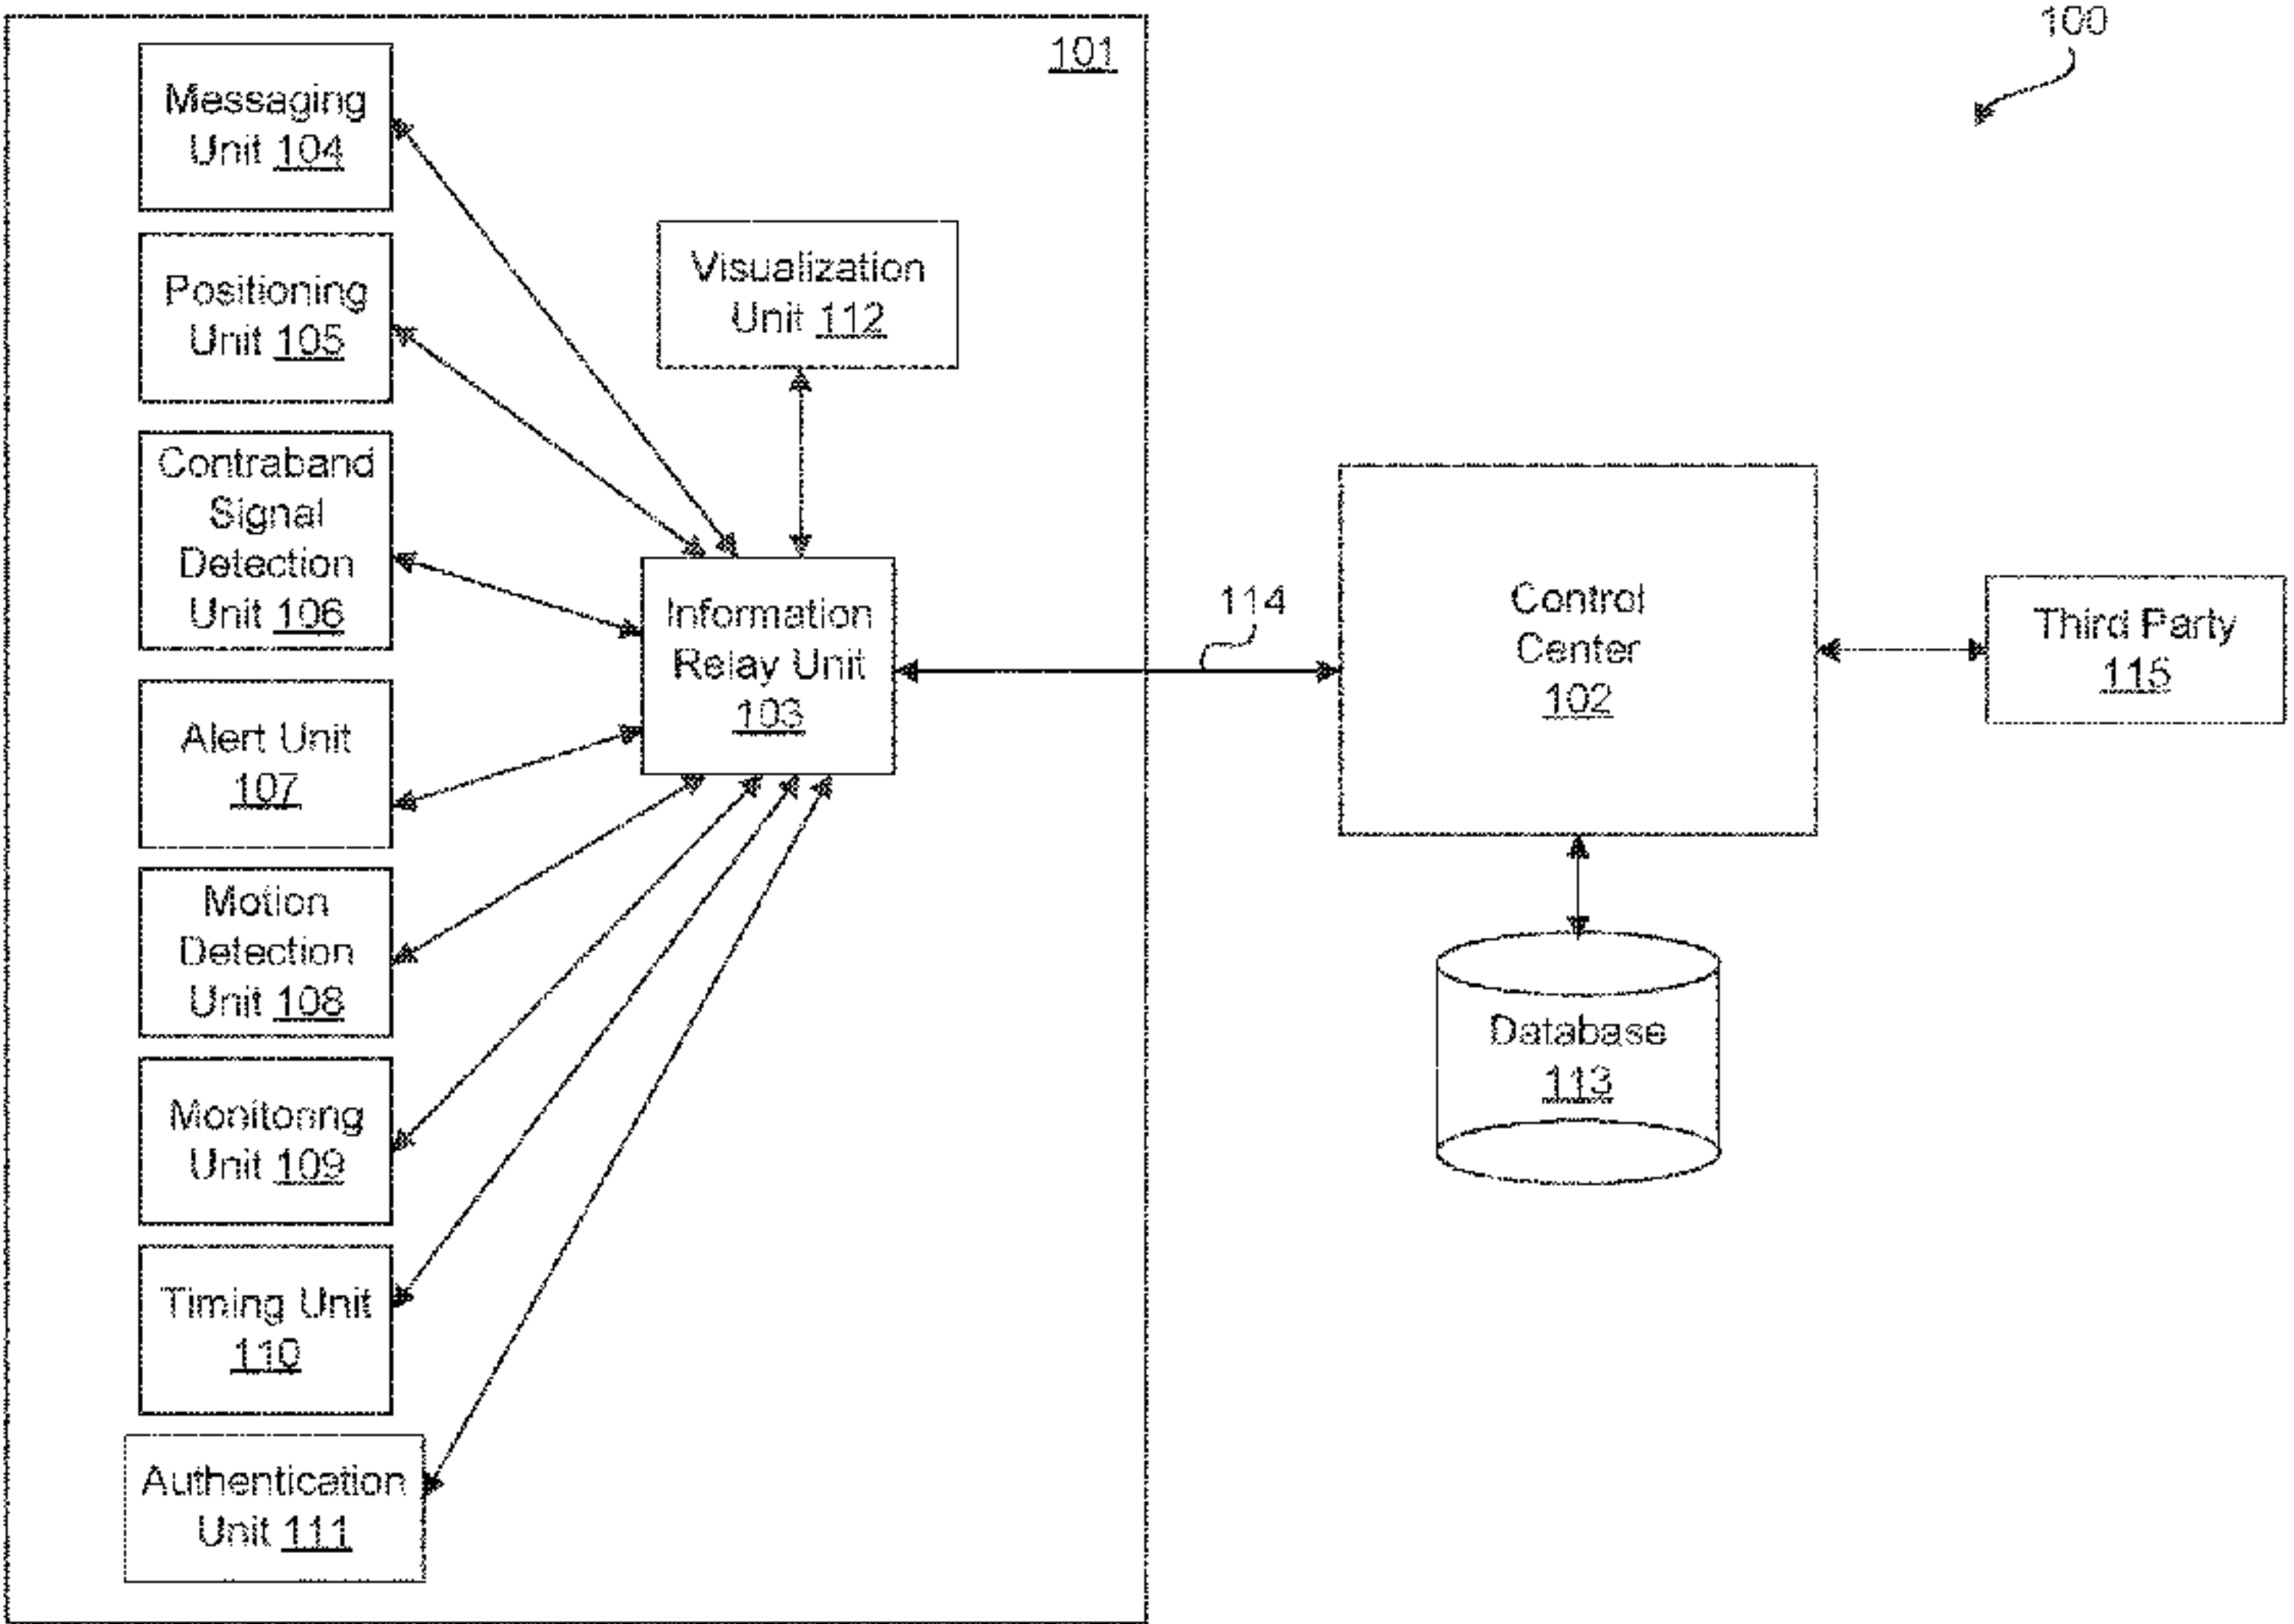 100
101
Messaging
Unit 104
Positioning
Unit 105
Contraband
Signal
Detection
Unit 106
Alert Unit
107
Motion
Detection
Unit 108
Monitoring
Unit 109
Timing Unit
110
Authentication
Unit 111
Visualization
Unit 112
Information
Relay Unit
103
114
Control
Center
102
Third Party
115
Database
113